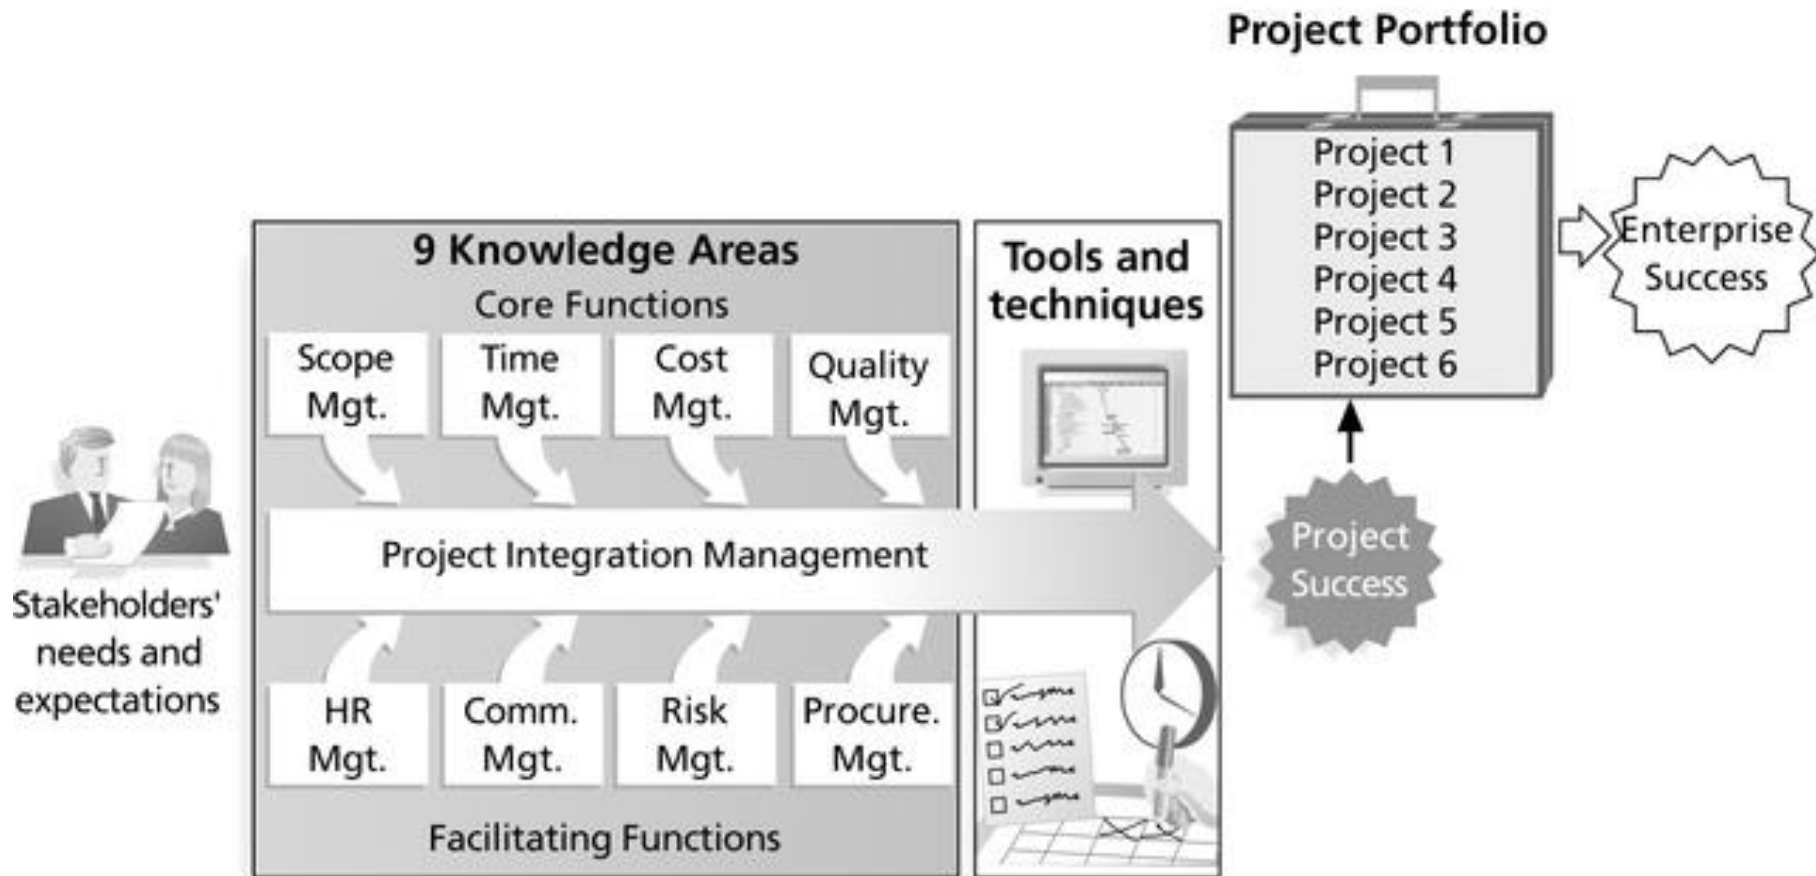 Project Portfolio
Project 1
Project 2
Project 3
Project 4
Project 5
Project 6
Enterprise
Success
9 Knowledge Areas
Core Functions
Scope
Mgt.
Time
Mgt.
Cost
Mgt.
Quality
Mgt.
Tools and
techniques
Stakeholders'
needs and
expectations
Project Integration Management
Project
Success
HR
Mgt.
Comm.
Mgt.
Risk
Mgt.
Procure.
Mgt.
Facilitating Functions